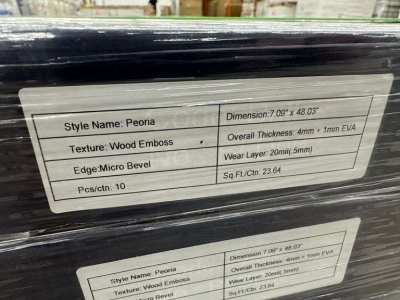 Style Name: Peoria
Dimension:7.09" x 48.03"
Texture: Wood Emboss
Overall Thickness: 4mm + 1mm EVA
Edge:Micro Bevel
Wear Layer: 20mil(.5mm)
Pcs/ctn: 10
Sq.Ft./Ctn: 23.64
Style Name: Peoria
Dimension: 7.09" x 48.03"
Texture: Wood Emboss
Overall Thickness: 4mm + 1mm EVA
Micro Bevel
Wear Layer: 20mil(.5mm)
Sq.Ft./Ctn: 23.64